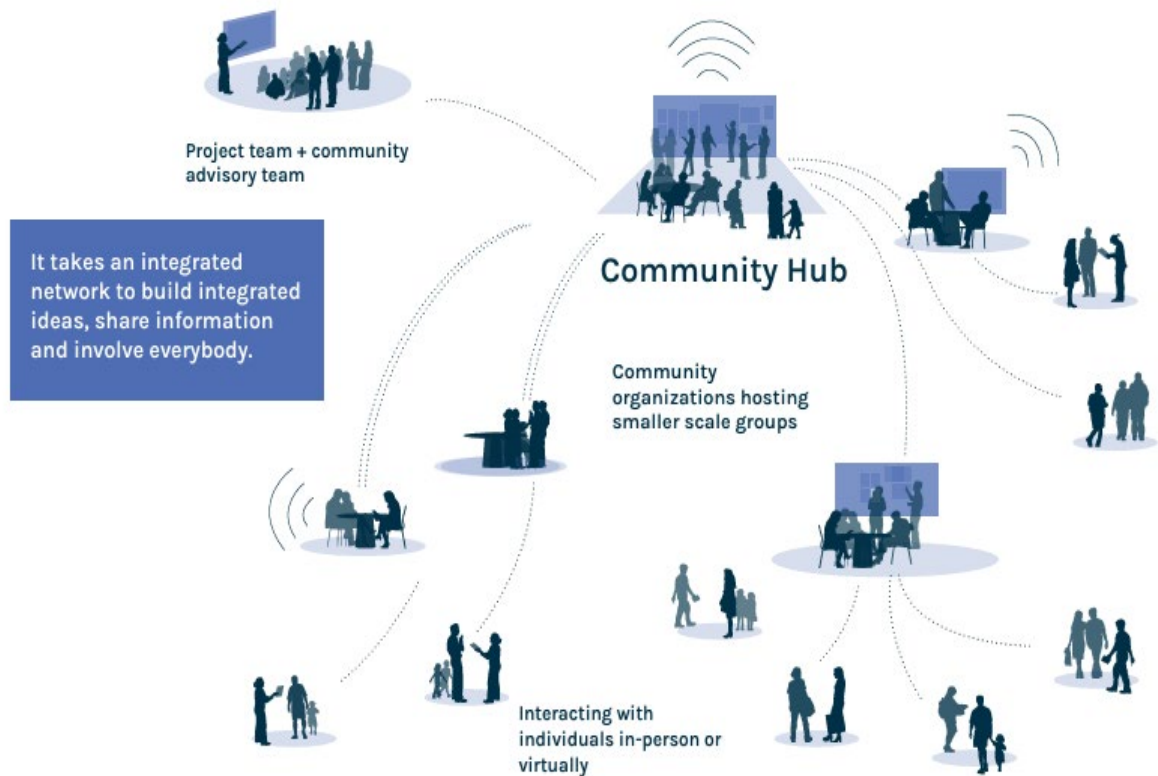 Project team + community
advisory team
It takes an integrated
network to build integrated
ideas, share information
and involve everybody.
Community Hub
Community
organizations hosting
smaller scale groups
Interacting with
individuals in-person or
virtually